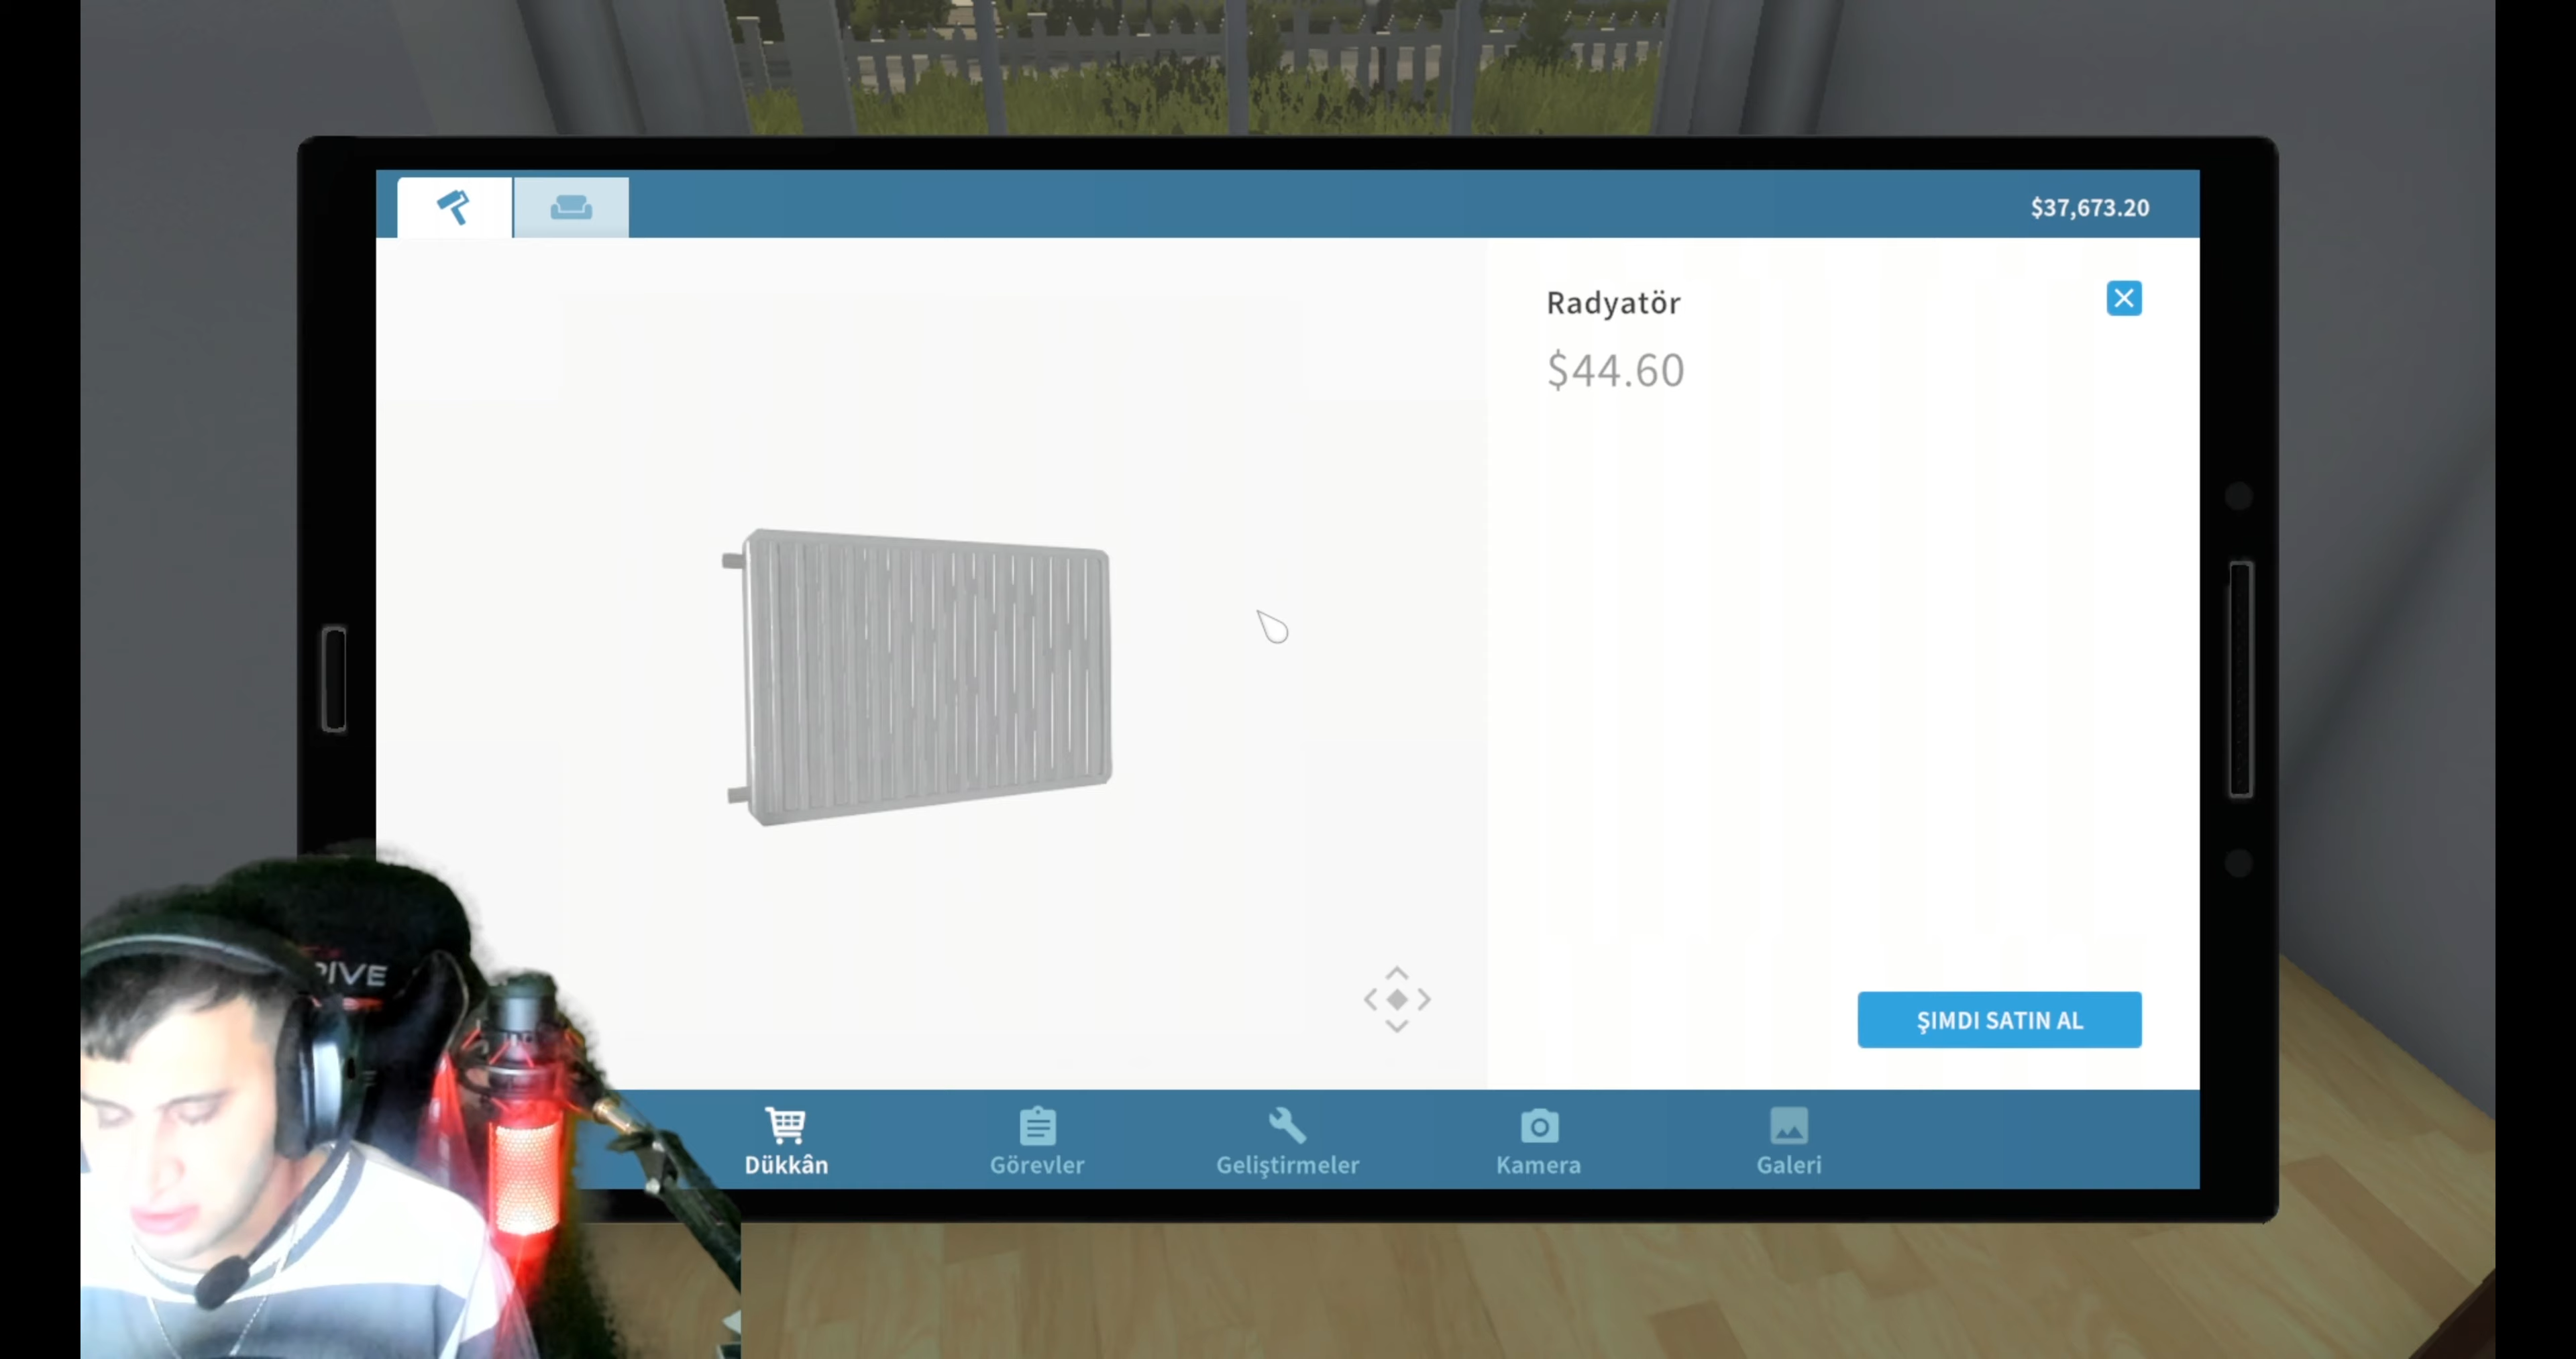 $37,673.20
Radyatör
$44.60
ŞIMDI SATIN AL
Dükkân
Görevler
Geliştirmeler
Kamera
Galeri